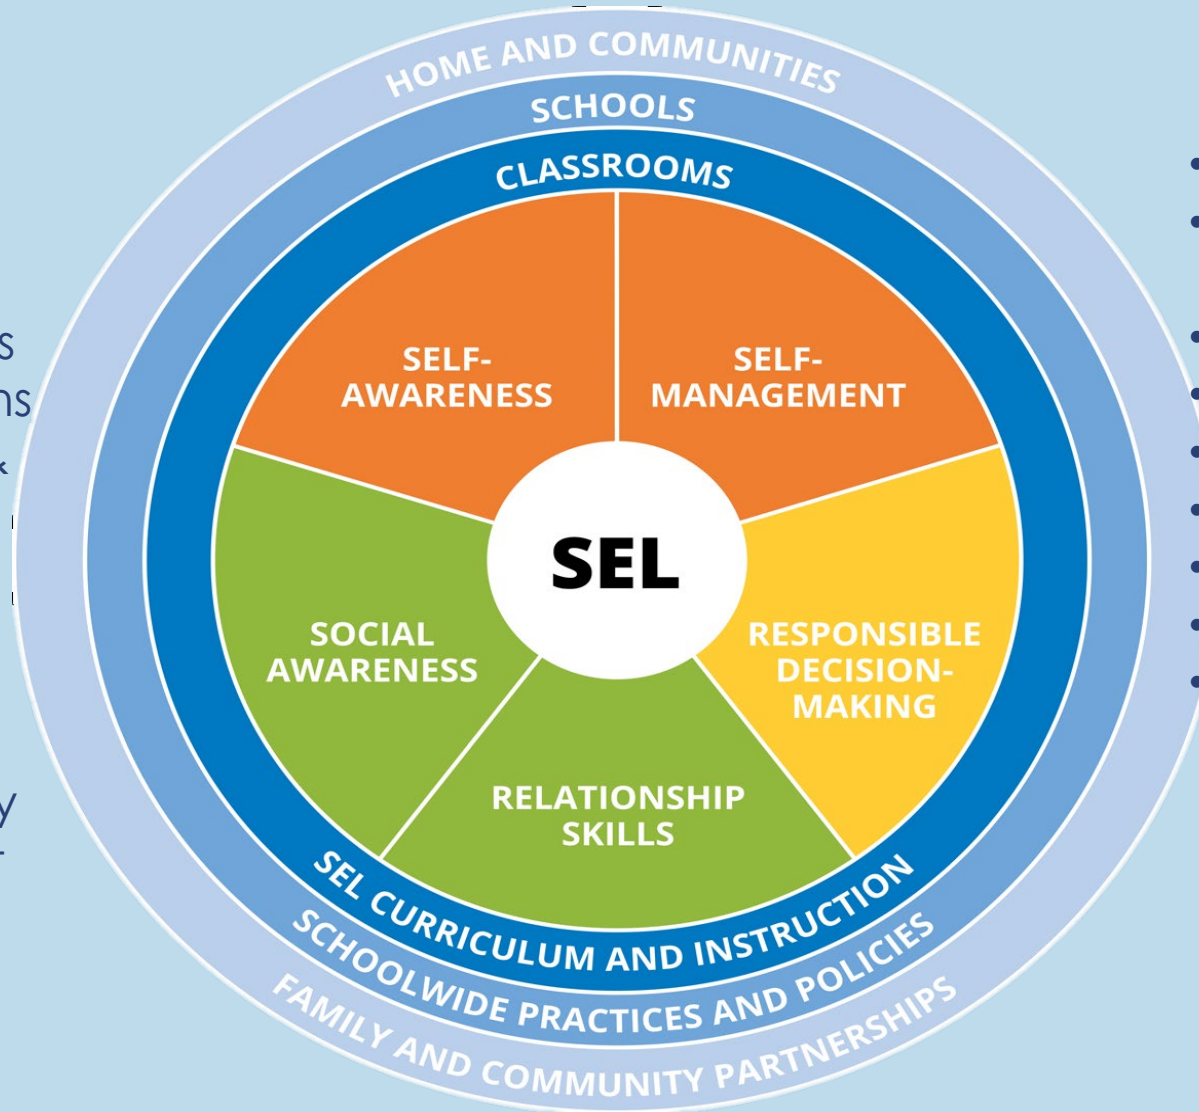 HOME AND COMMUNITIES
SCHOOLS
CLASSROOMS
SELF-
AWARENESS
SELF-
MANAGEMENT
SEL
SOCIAL
AWARENESS
RESPONSIBLE
DECISION-
MAKING
RELATIONSHIP
SKILLS
SEL CURRICULUM AND INSTRUCTION
SCHOOLWIDE PRACTICES AND POLICIES
FAMILY AND COMMUNITY PARTNERSHIPS